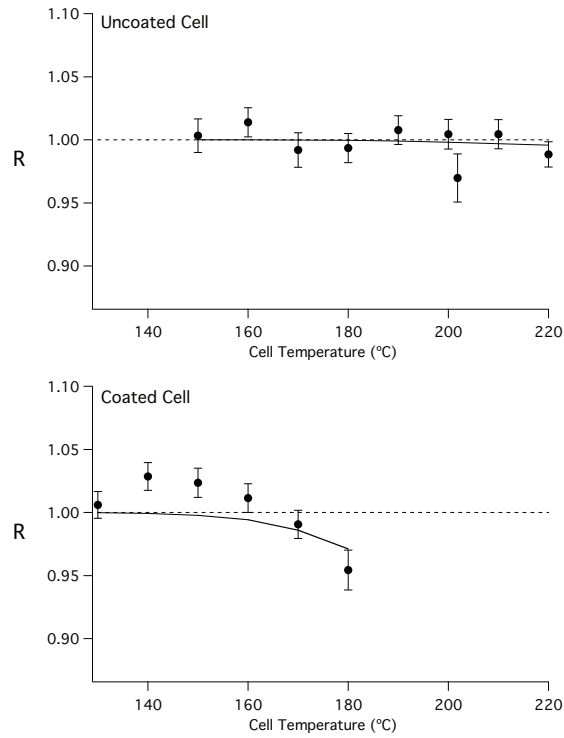 1.10
Uncoated Cell
1.05
1.00
R
0.95
0.90
140 160 180 200 220
Cell Temperature (°C)
1.10
Coated Cell
1.05
1.00
R
0.95
0.90
140 160 180 200 220
Cell Temperature (°C)